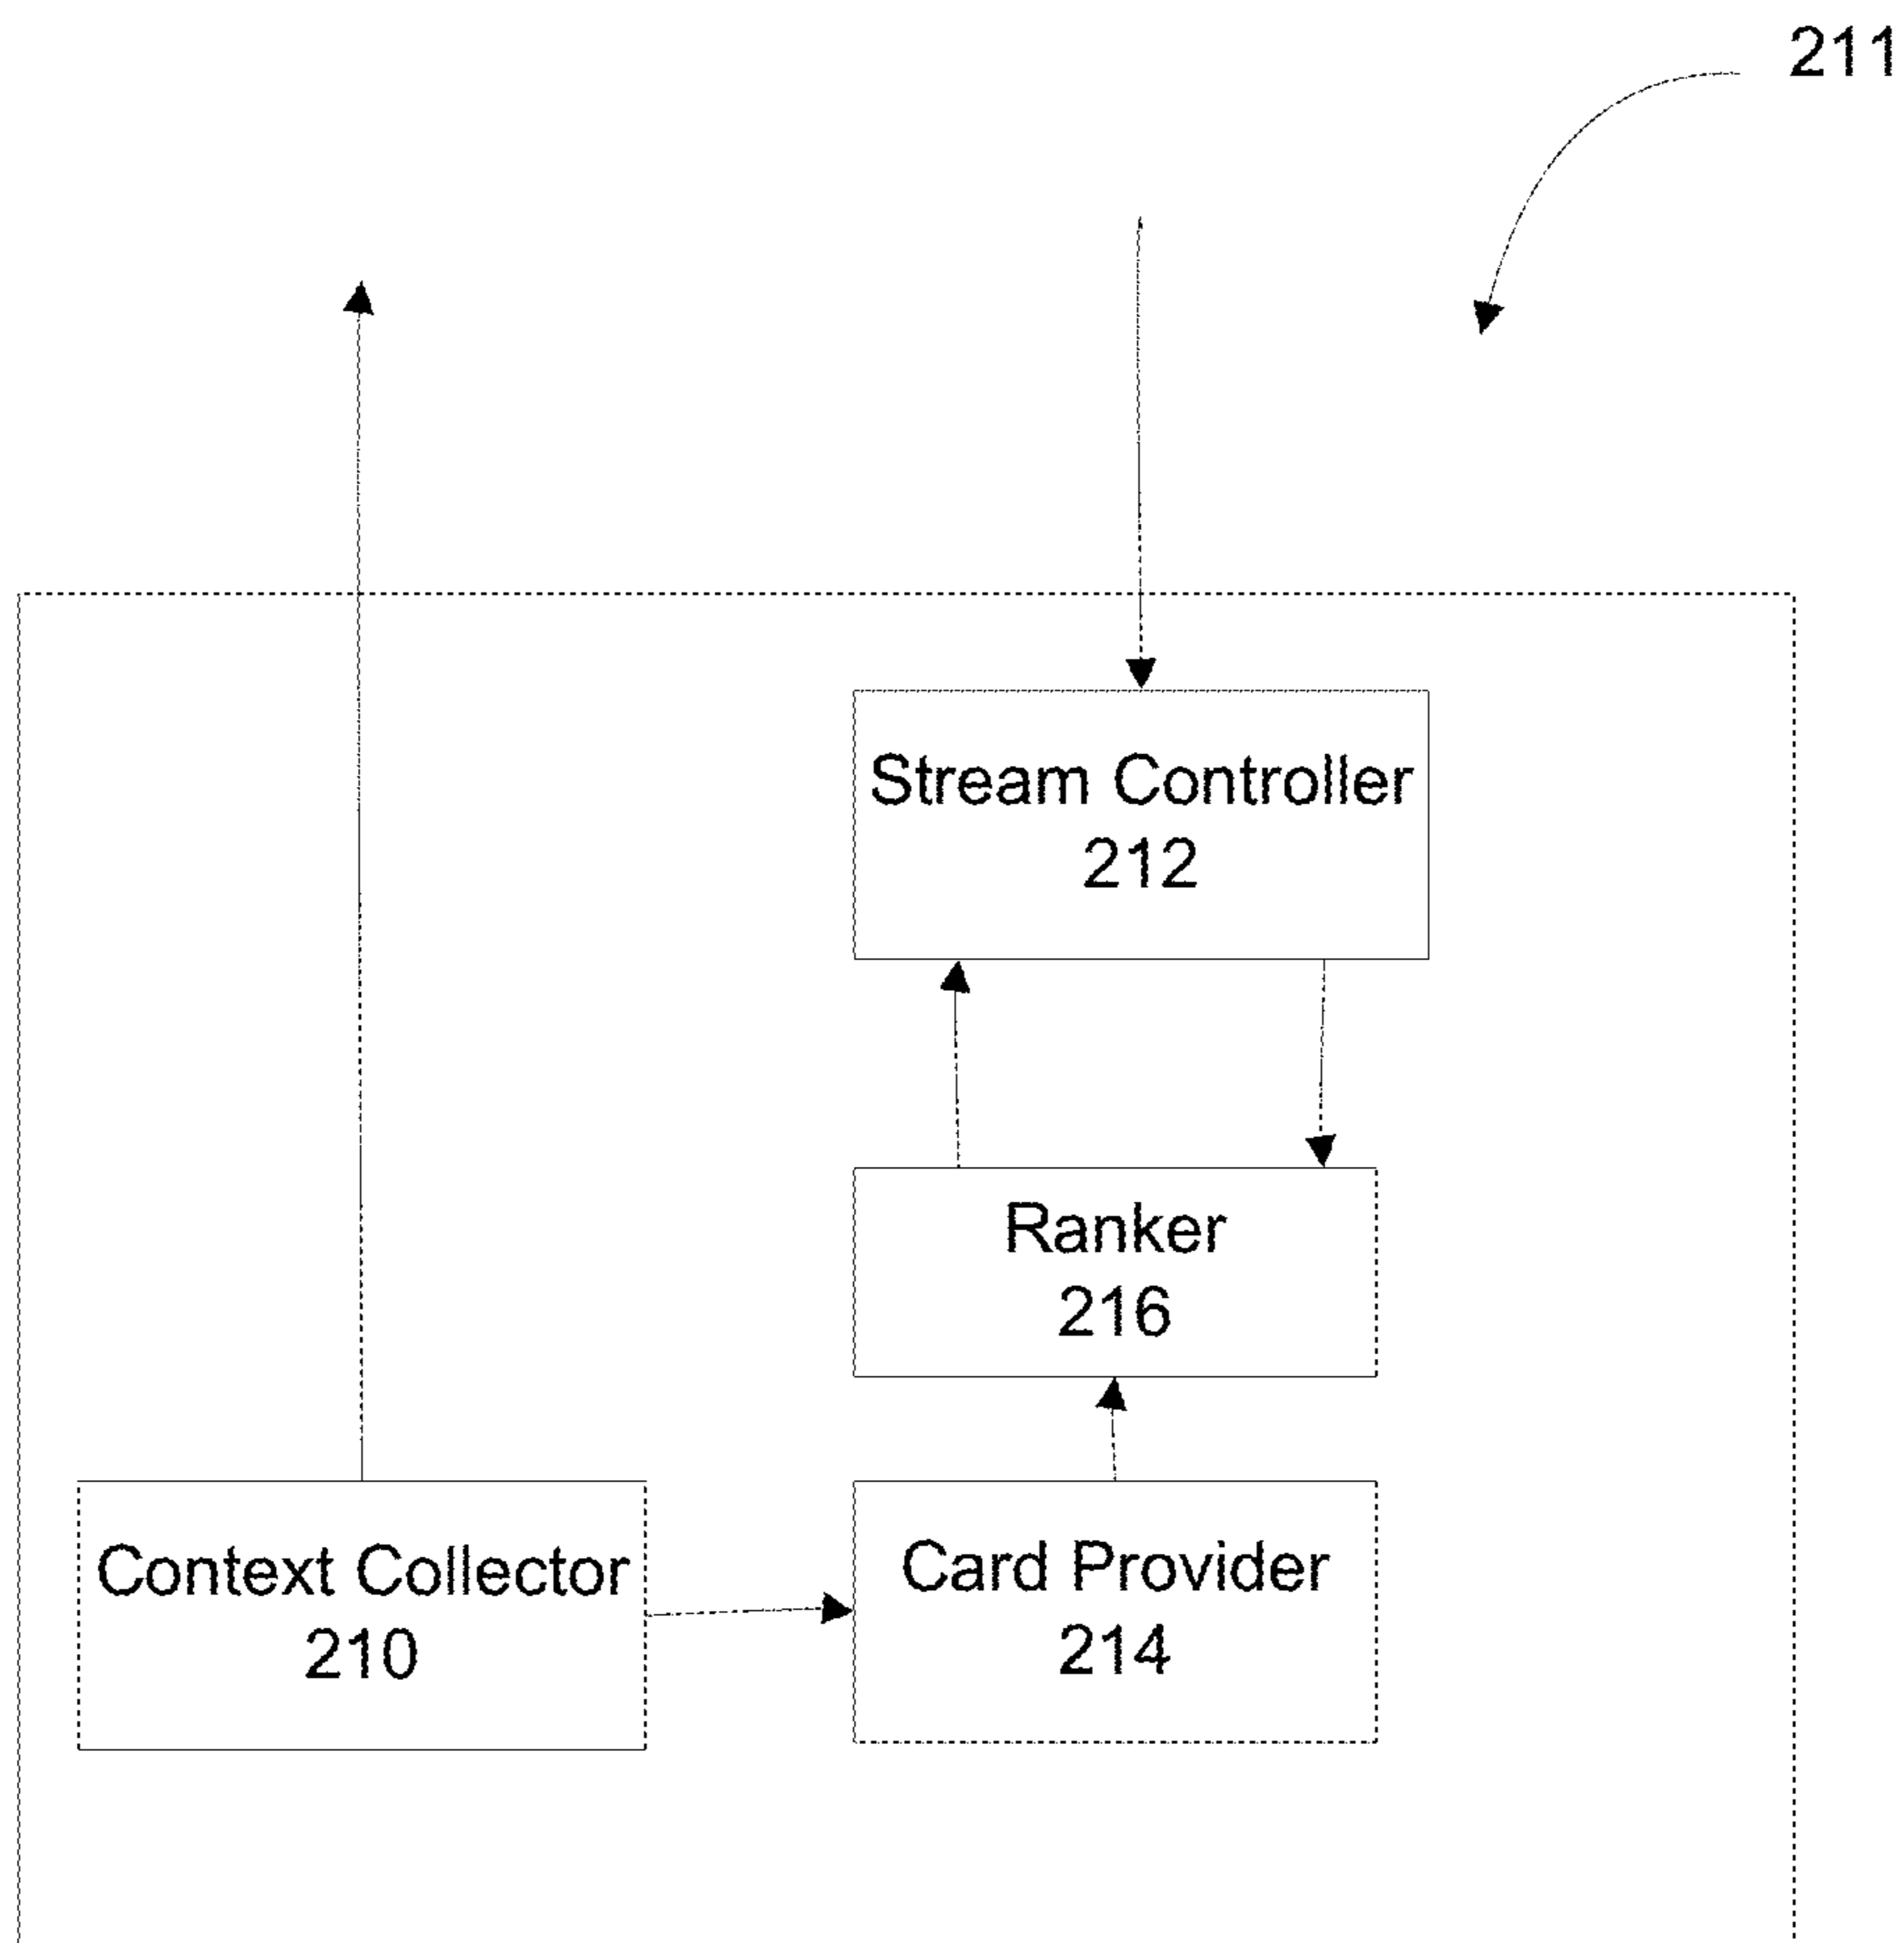 211
Stream Controller
212
Ranker
216
Context Collector
210
Card Provider
214